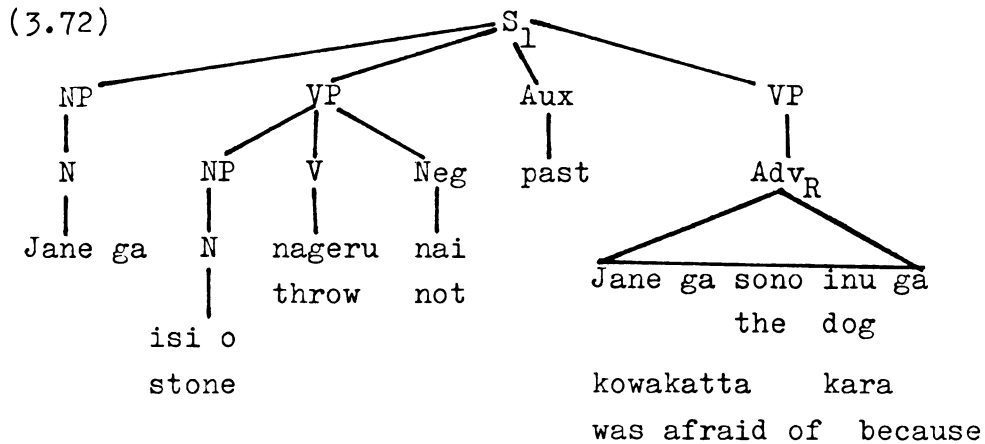 (3.72) S1
NP VP Aux VP
N NP V Neg past AdvR
Jane ga N nageru nai
throw not
Jane ga sono inu ga
the dog
isi o
stone
kowakatta kara
was afraid of because